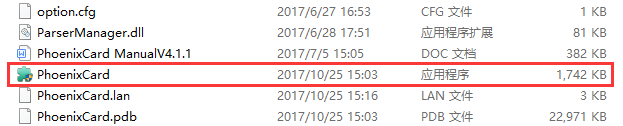 option.cfg 2017/6/27 16:53 CFG 文件 1 KB
ParserManager.dll 2017/6/28 17:51 应用程序扩展 81 KB
PhoenixCard ManualV4.1.1 2017/7/5 15:05 DOC 文档 382 KB
PhoenixCard 2017/10/25 15:03 应用程序 1,742 KB
PhoenixCard.lan 2017/10/25 15:16 LAN 文件 3 KB
PhoenixCard.pdb 2017/10/25 15:03 PDB 文件 22,971 KB